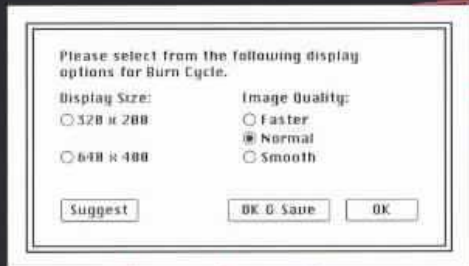 Please select from the following display
options for Burn Cycle.
Display Size:
320 x 200
640 x 400
Image Quality:
Faster
Normal
Smooth
Suggest
OK & Save
OK